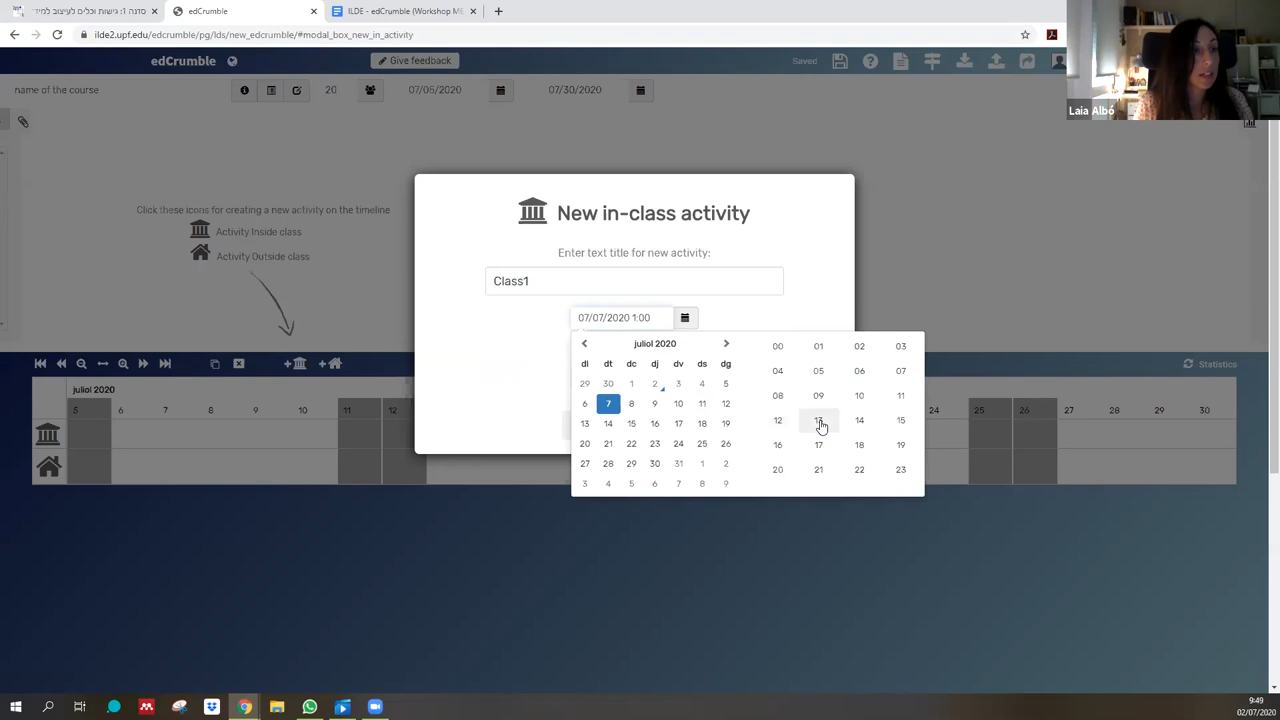 סדנה 1: גישות וכלים לעיצוב למיד
edCrumble
ILDE - edCrumble (Workshop ME
ilde2.upf.edu/edcrumble/pg/lds/new_edcrumble/#modal_box_new_in_activity
edCrumble
Give feedback
Saved
name of the course
20
07/05/2020
07/30/2020
Laia Albó
Click these icons for creating a new activity on the timeline
Activity Inside class
Activity Outside class
New in-class activity
Enter text title for new activity:
Class1
07/07/2020 1:00
juliol 2020
dl dt dc dj dv ds dg
29 30 1 2 3 4 5
6 7 8 9 10 11 12
13 14 15 16 17 18 19
20 21 22 23 24 25 26
27 28 29 30 31 1 2
3 4 5 6 7 8 9
00 01 02 03
04 05 06 07
08 09 10 11
12 13 14 15
16 17 18 19
20 21 22 23
Statistics
juliol 2020
5 6 7 8 9 10 11 12 24 25 26 27 28 29 30
9:49
02/07/2020